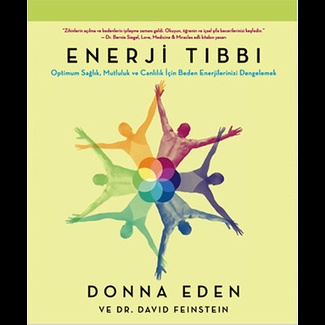 "Zihinlerin açılma ve bedenlerin iyileşme zamanı geldi. Okuyun, öğrenin ve içsel şifa becerilerinizi keşfedin."
– Dr. Bernie Siegel, Love, Medicine & Miracles adlı kitabın yazarı
ENERJİ TIBBI
Optimum Sağlık, Mutluluk ve Canlılık İçin Beden Enerjilerinizi Dengelemek
DONNA EDEN
VE DR. DAVID FEINSTEIN